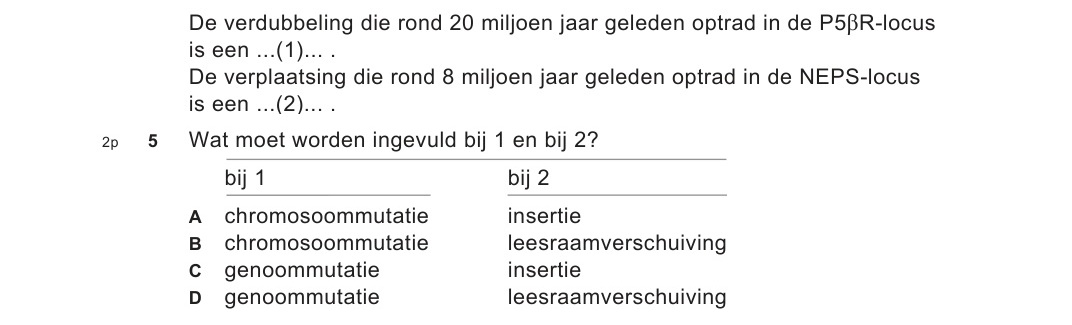 De verdubbeling die rond 20 miljoen jaar geleden optrad in de P5βR-locus
is een ...(1)... .
De verplaatsing die rond 8 miljoen jaar geleden optrad in de NEPS-locus
is een ...(2)... .
2p 5 Wat moet worden ingevuld bij 1 en bij 2?
bij 1 bij 2
A chromosoommutatie insertie
B chromosoommutatie leesraamverschuiving
C genoommutatie insertie
D genoommutatie leesraamverschuiving